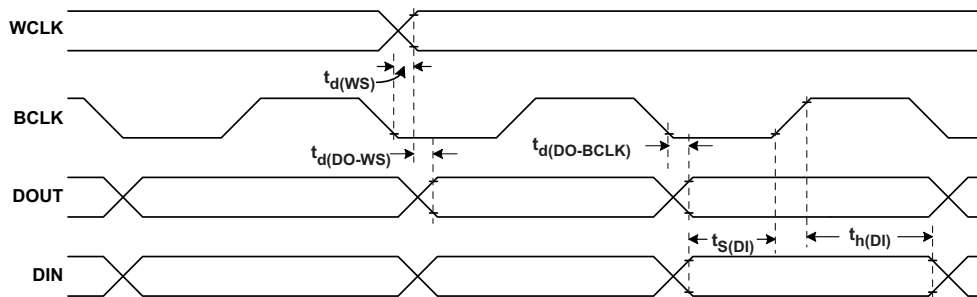 WCLK
td(WS)
BCLK
td(DO-WS)
td(DO-BCLK)
DOUT
tS(DI)
th(DI)
DIN